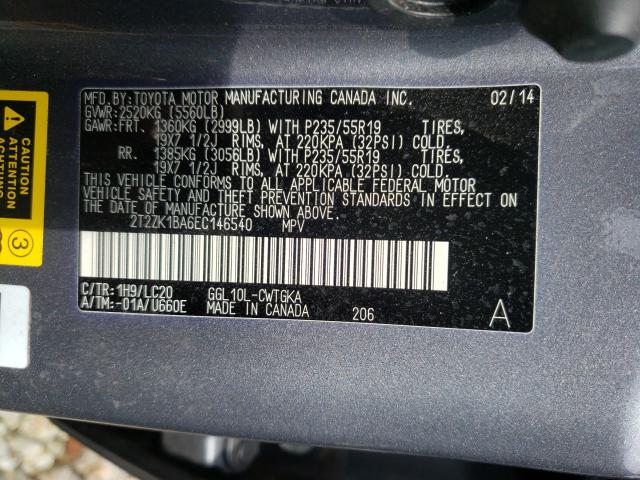 MFD.BY:TOYOTA MOTOR MANUFACTURING CANADA INC. 02/14
GVWR:2520KG (5560LB)
GAWR:FRT. 1360KG (2999LB) WITH P235/55R19 TIRES,
19X7 1/2J RIMS, AT 220KPA (32PSI) COLD.
RR. 1385KG (3056LB) WITH P235/55R19 TIRES,
19X7 1/2J RIMS, AT 220KPA (32PSI) COLD.
THIS VEHICLE CONFORMS TO ALL APPLICABLE FEDERAL MOTOR
VEHICLE SAFETY AND THEFT PREVENTION STANDARDS IN EFFECT ON
THE DATE OF MANUFACTURE SHOWN ABOVE.
2T2ZK1BA6EC146540 MPV
C/TR:1H9/LC20 GGL10L-CWTGKA
A/TM:-01A/U660E MADE IN CANADA 206 A
CAUTION
3